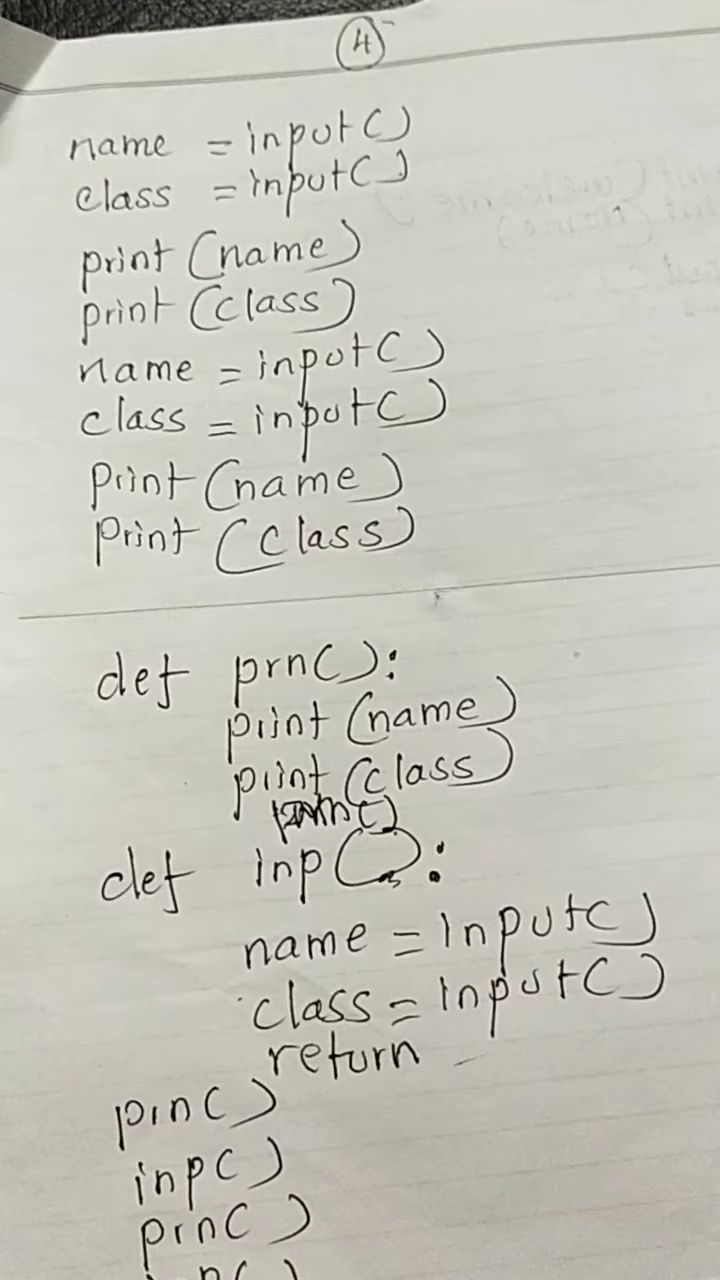 4
name = input()
class = input()
print(name)
print(class)
name = input()
class = input()
print(name)
print(class)
def prn():
print(name)
print(class)
def inp():
name = input()
class = input()
return
prn()
inp()
prn()
inp()